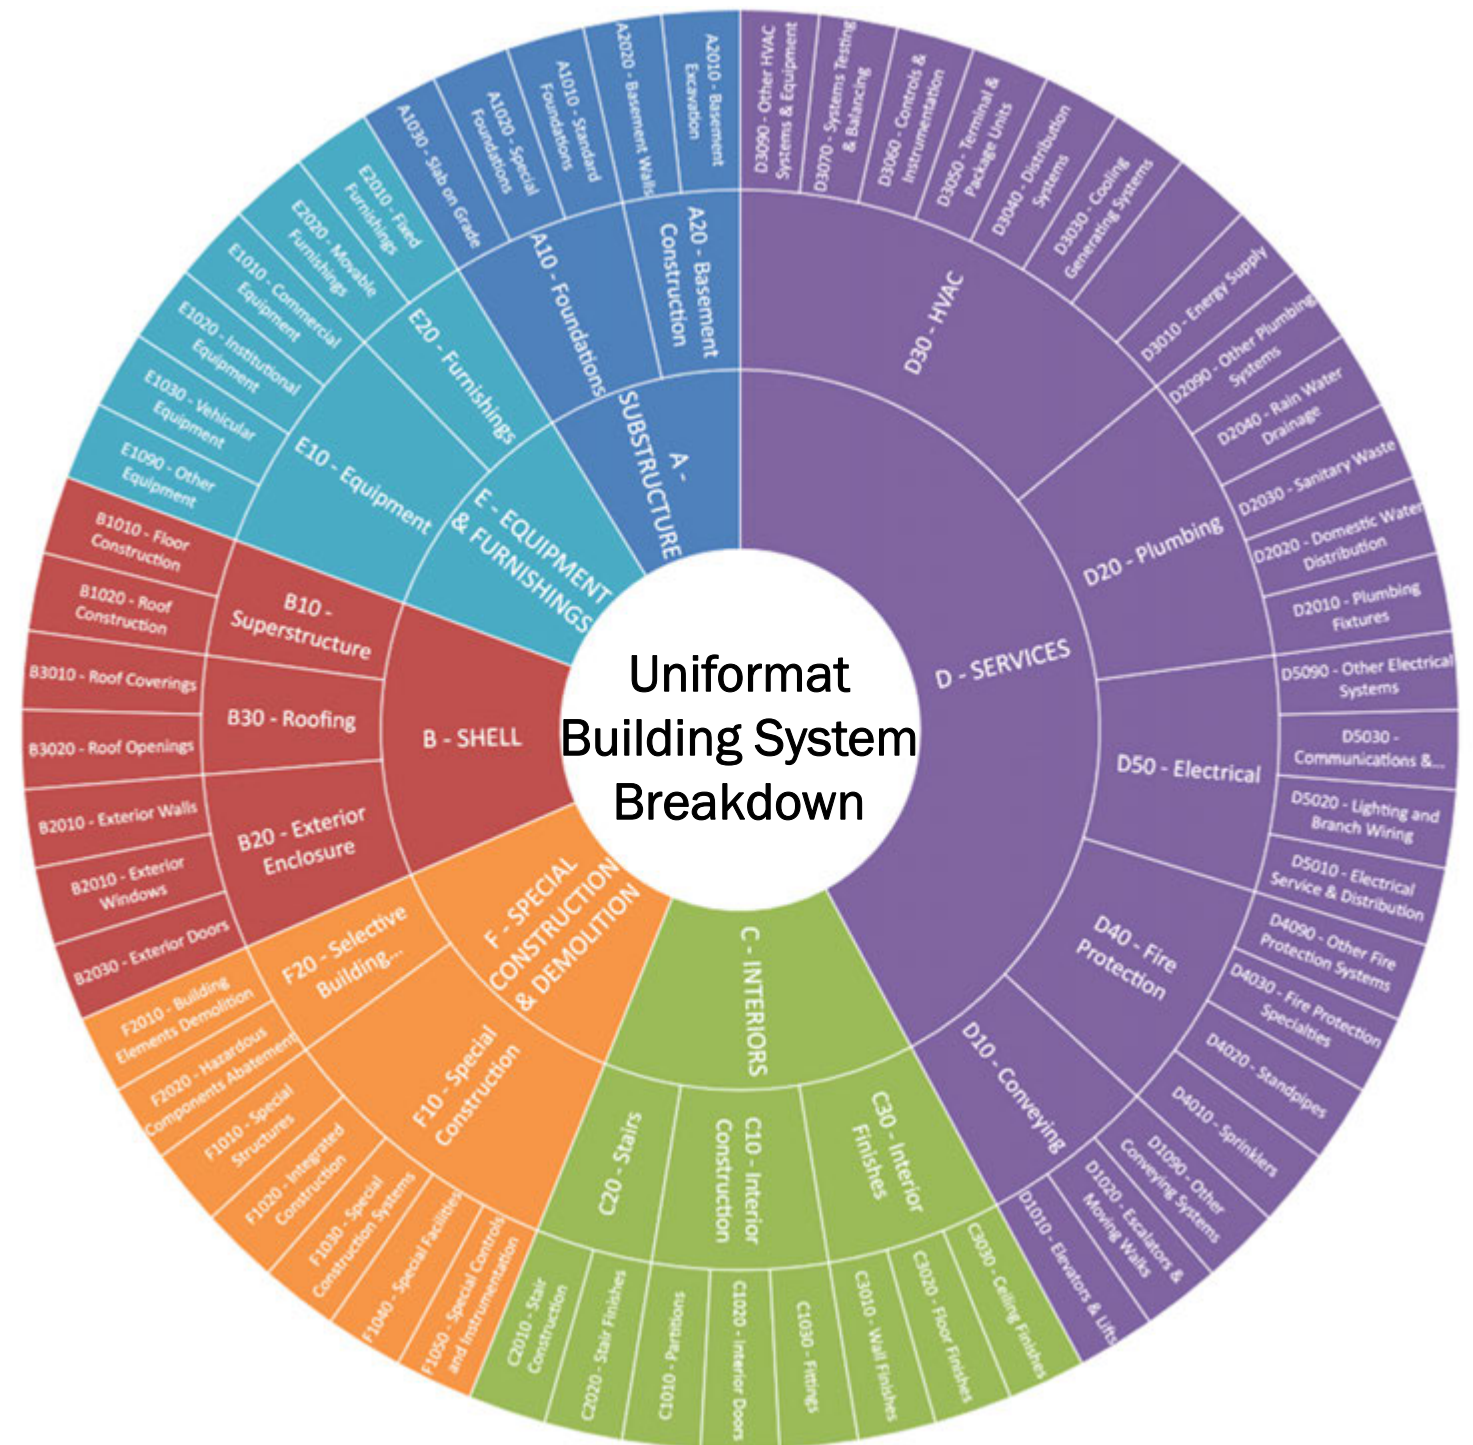 Uniformat
Building System
Breakdown
D - SERVICES
D30 - HVAC
D3090 - Other HVAC
Systems & Equipment
D3070 - Systems Testing
& Balancing
D3060 - Controls &
Instrumentation
D3050 - Terminal &
Package Units
D3040 - Distribution
Systems
D3030 - Cooling
Generating Systems
D3010 - Energy Supply
D20 - Plumbing
D2090 - Other Plumbing
Systems
D2040 - Rain Water
Drainage
D2030 - Sanitary Waste
D2020 - Domestic Water
Distribution
D2010 - Plumbing
Fixtures
D50 - Electrical
D5090 - Other Electrical
Systems
D5030 -
Communications &...
D5020 - Lighting and
Branch Wiring
D5010 - Electrical
Service & Distribution
D40 - Fire
Protection
D4090 - Other Fire
Protection Systems
D4030 - Fire Protection
Specialties
D4020 - Standpipes
D4010 - Sprinklers
D10 - Conveying
D1090 - Other
Conveying Systems
D1020 - Escalators &
Moving Walks
D1010 - Elevators & Lifts
C - INTERIORS
C30 - Interior
Finishes
C3030 - Ceiling Finishes
C3020 - Floor Finishes
C3010 - Wall Finishes
C10 - Interior
Construction
C1030 - Fittings
C1020 - Interior Doors
C1010 - Partitions
C20 - Stairs
C2020 - Stair Finishes
C2010 - Stair
Construction
F - SPECIAL
CONSTRUCTION
& DEMOLITION
F10 - Special
Construction
F1050 - Special Controls
and Instrumentation
F1040 - Special Facilities
F1030 - Special
Construction Systems
F1020 - Integrated
Construction
F1010 - Special
Structures
F20 - Selective
Building...
F2020 - Hazardous
Components Abatement
F2010 - Building
Elements Demolition
B - SHELL
B20 - Exterior
Enclosure
B2030 - Exterior Doors
B2010 - Exterior
Windows
B2010 - Exterior Walls
B30 - Roofing
B3020 - Roof Openings
B3010 - Roof Coverings
B10 -
Superstructure
B1020 - Roof
Construction
B1010 - Floor
Construction
E - EQUIPMENT
& FURNISHINGS
E10 - Equipment
E1090 - Other
Equipment
E1030 - Vehicular
Equipment
E1020 - Institutional
Equipment
E1010 - Commercial
Equipment
E20 - Furnishings
E2020 - Movable
Furnishings
E2010 - Fixed
Furnishings
A -
SUBSTRUCTURE
A10 - Foundations
A1030 - Slab on Grade
A1020 - Special
Foundations
A1010 - Standard
Foundations
A20 - Basement
Construction
A2020 - Basement Walls
A2010 - Basement
Excavation